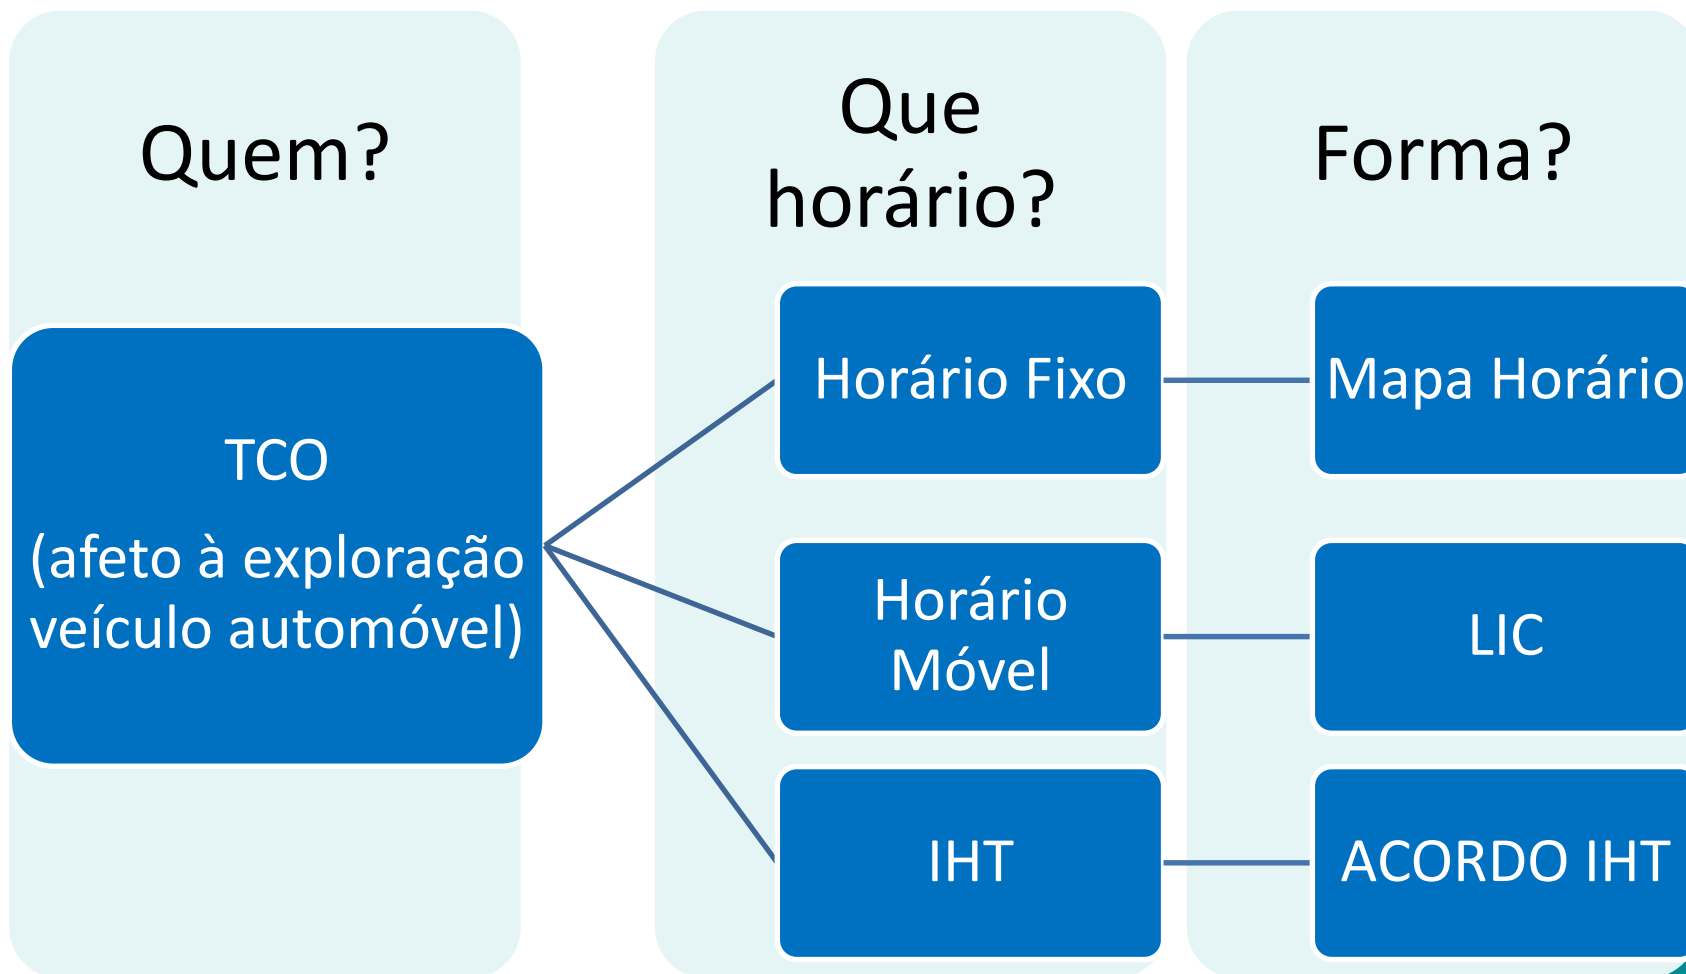 Quem?
Que
horário?
Forma?
TCO
(afeto à exploração
veículo automóvel)
Horário Fixo
Mapa Horário
Horário
Móvel
LIC
IHT
ACORDO IHT